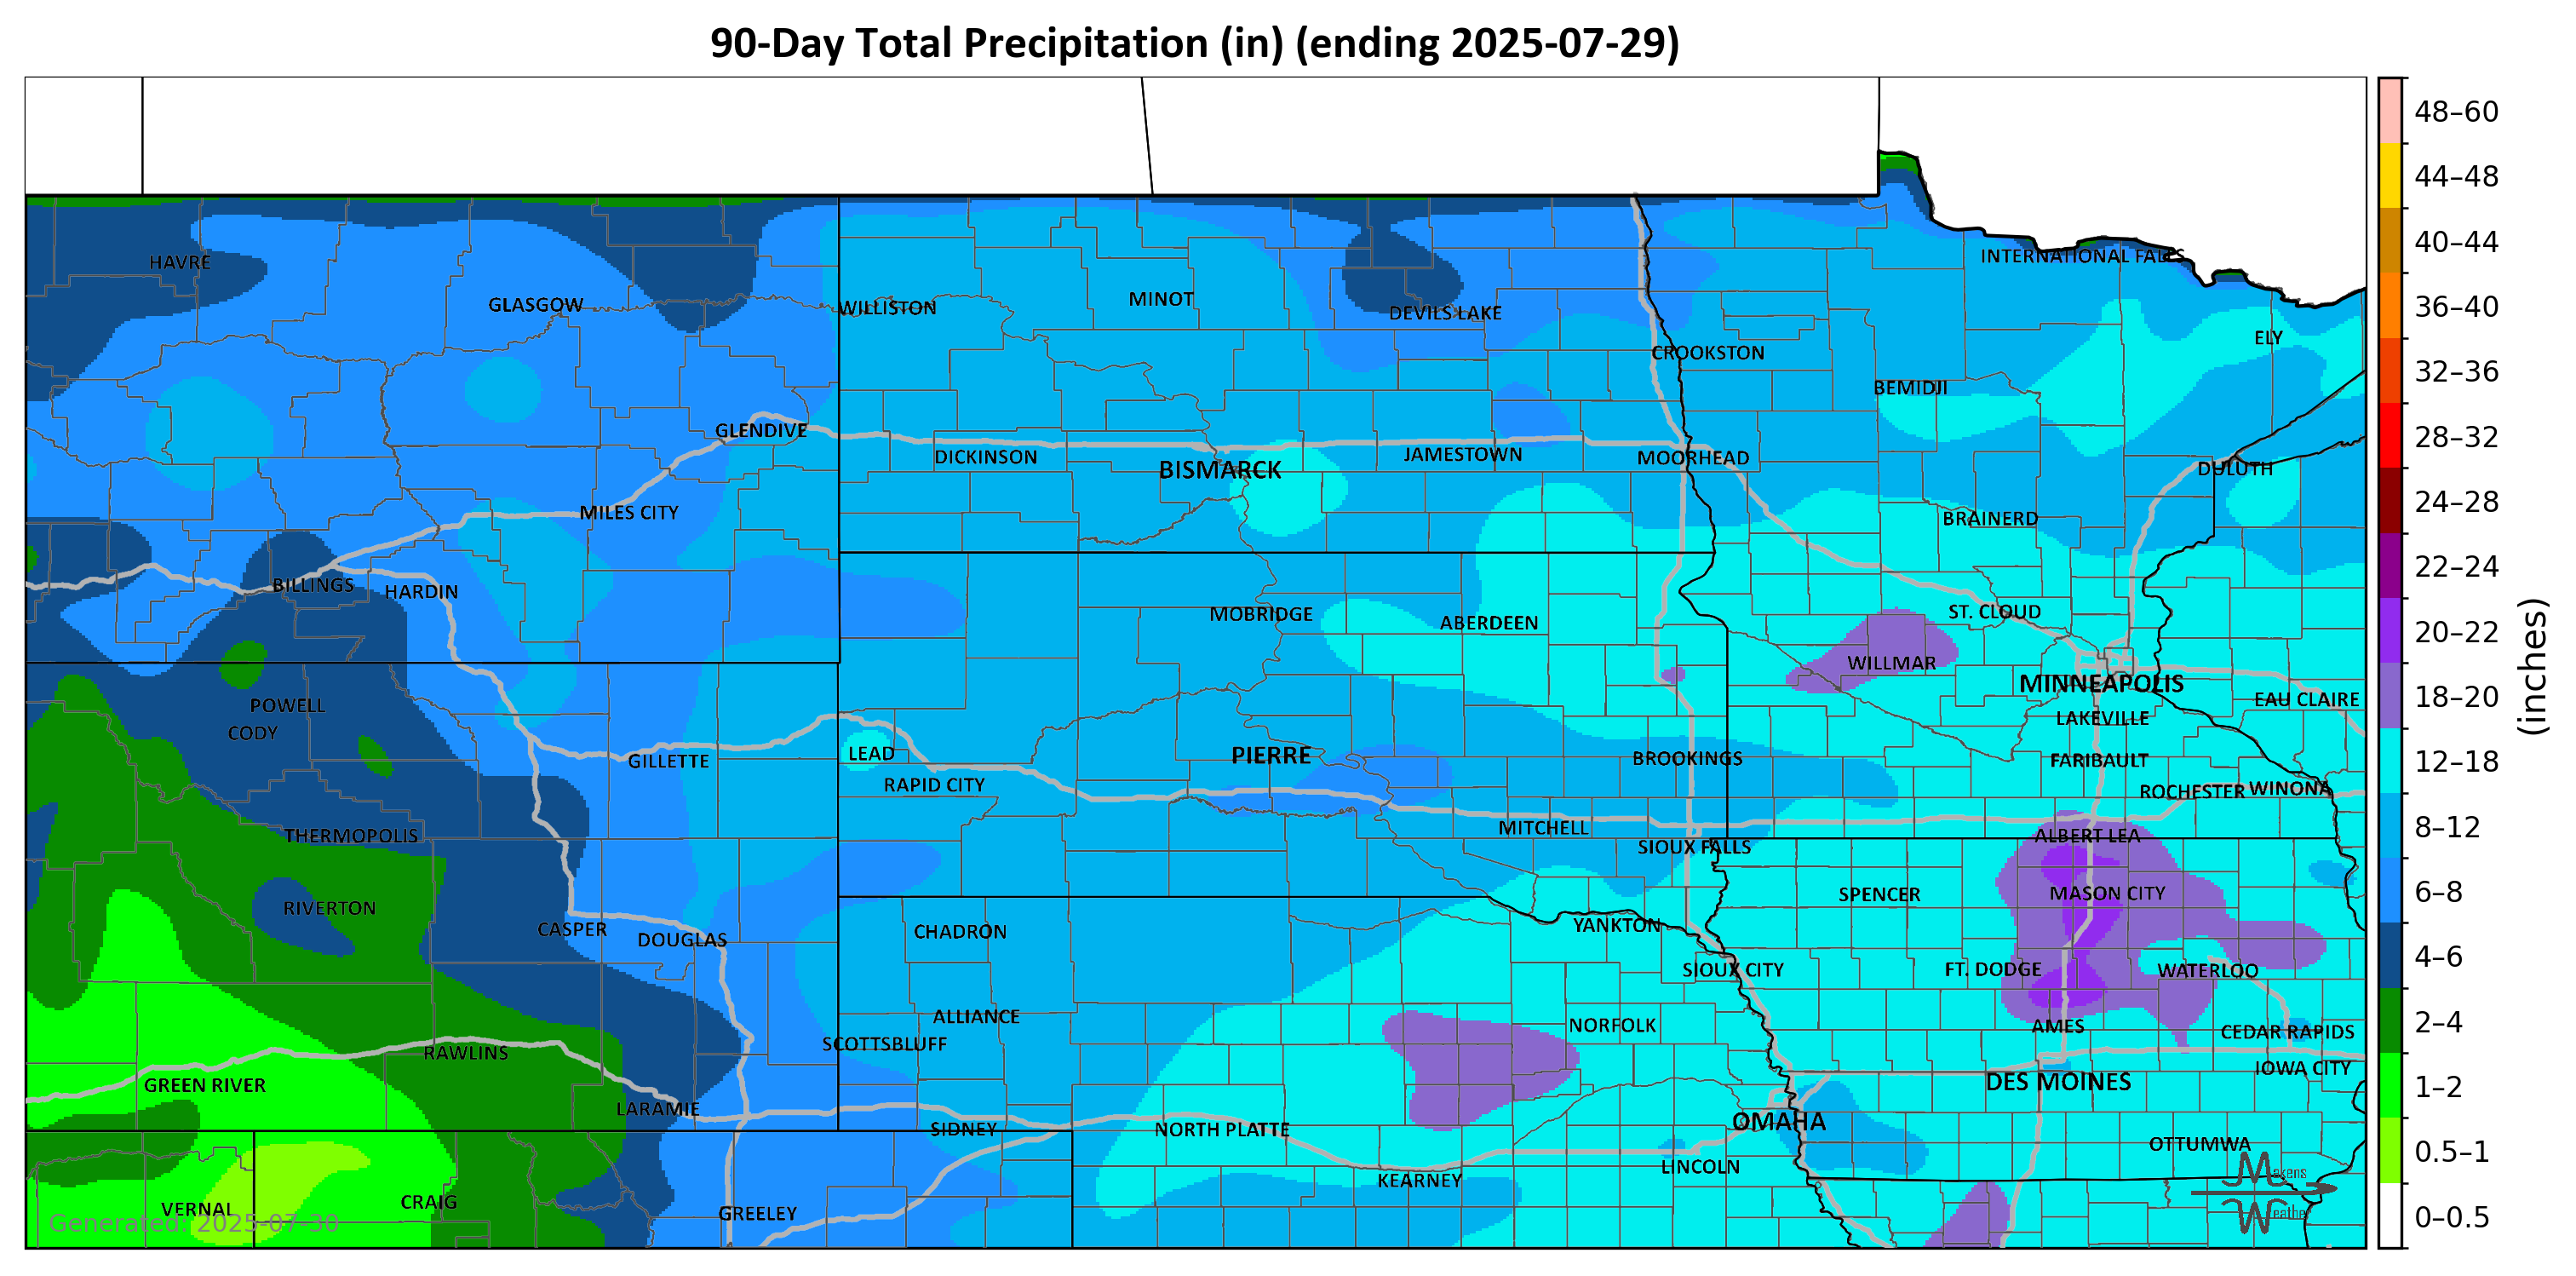 90-Day Total Precipitation (in) (ending 2025-07-29)
48–60
44–48
40–44
36–40
32–36
28–32
24–28
22–24
20–22
18–20
12–18
8–12
6–8
4–6
2–4
1–2
0.5–1
0–0.5
(inches)
HAVRE
INTERNATIONAL FALLS
GLASGOW
WILLISTON
MINOT
DEVILS LAKE
ELY
CROOKSTON
BEMIDJI
GLENDIVE
DICKINSON
BISMARCK
JAMESTOWN
MOORHEAD
DULUTH
MILES CITY
BRAINERD
BILLINGS
HARDIN
MOBRIDGE
ABERDEEN
ST. CLOUD
WILLMAR
MINNEAPOLIS
EAU CLAIRE
POWELL
CODY
LAKEVILLE
GILLETTE
LEAD
PIERRE
BROOKINGS
FARIBAULT
RAPID CITY
ROCHESTER
WINONA
THERMOPOLIS
MITCHELL
SIOUX FALLS
ALBERT LEA
RIVERTON
SPENCER
MASON CITY
CASPER
DOUGLAS
CHADRON
YANKTON
SIOUX CITY
FT. DODGE
WATERLOO
ALLIANCE
SCOTTSBLUFF
NORFOLK
AMES
CEDAR RAPIDS
RAWLINS
GREEN RIVER
DES MOINES
IOWA CITY
LARAMIE
SIDNEY
NORTH PLATTE
OMAHA
OTTUMWA
LINCOLN
KEARNEY
VERNAL
CRAIG
GREELEY
Generated: 2025-07-30
Makens
Weather